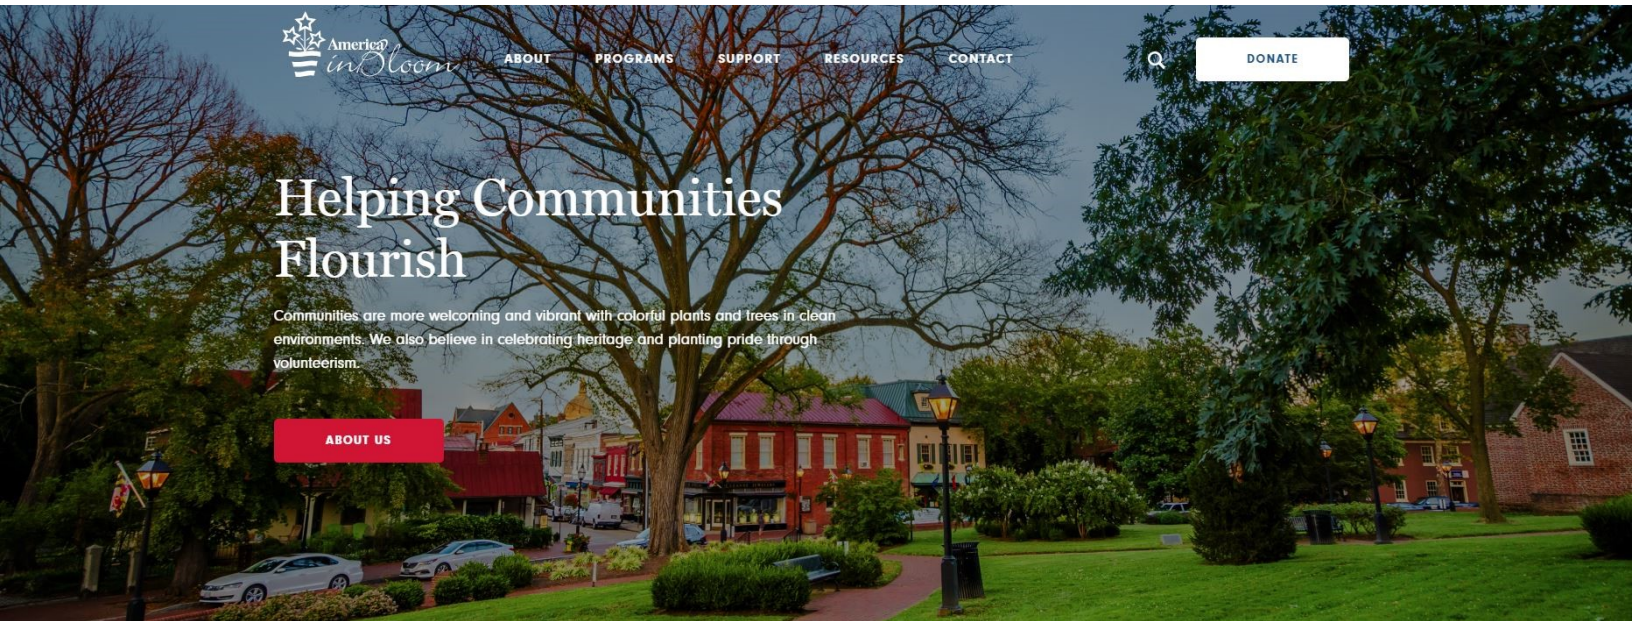 America
in Bloom
ABOUT
PROGRAMS
SUPPORT
RESOURCES
CONTACT
DONATE
Helping Communities
Flourish
Communities are more welcoming and vibrant with colorful plants and trees in clean
environments. We also believe in celebrating heritage and planting pride through
volunteerism.
ABOUT US